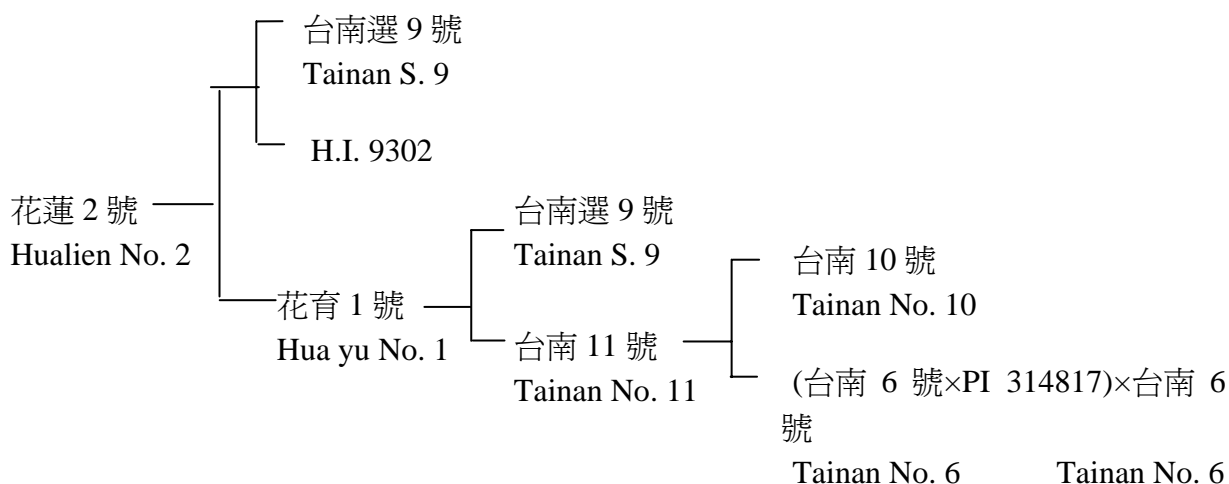 台南選 9 號
Tainan S. 9
H.I. 9302
花蓮 2 號
Hualien No. 2
台南選 9 號
Tainan S. 9
花育 1 號
Hua yu No. 1
台南 11 號
Tainan No. 11
台南 10 號
Tainan No. 10
(台南 6 號×PI 314817)×台南 6
號
Tainan No. 6 Tainan No. 6